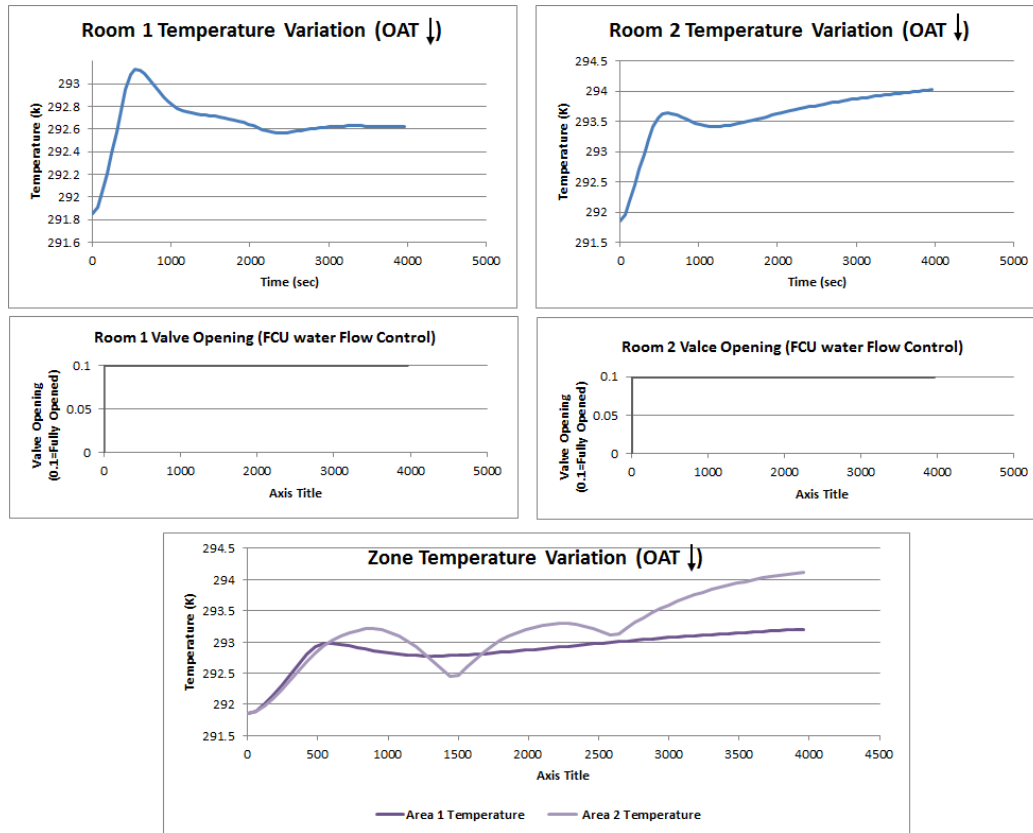 Room 1 Temperature Variation (OAT ↓)
Temperature (k)
293
292.8
292.6
292.4
292.2
292
291.8
291.6
0 1000 2000 3000 4000 5000
Time (sec)
Room 2 Temperature Variation (OAT ↓)
Temperature (K)
294.5
294
293.5
293
292.5
292
291.5
0 1000 2000 3000 4000 5000
Time (sec)
Room 1 Valve Opening (FCU water Flow Control)
Valve Opening
(0.1=Fully Opened)
0.1
0.05
0
0 1000 2000 3000 4000 5000
Axis Title
Room 2 Valce Opening (FCU water Flow Control)
Valve Opening
(0.1=Fully Opened)
0.1
0.05
0
0 1000 2000 3000 4000 5000
Axis Title
Zone Temperature Variation (OAT ↓)
Temperature (K)
294.5
294
293.5
293
292.5
292
291.5
0 500 1000 1500 2000 2500 3000 3500 4000 4500
Axis Title
Area 1 Temperature Area 2 Temperature